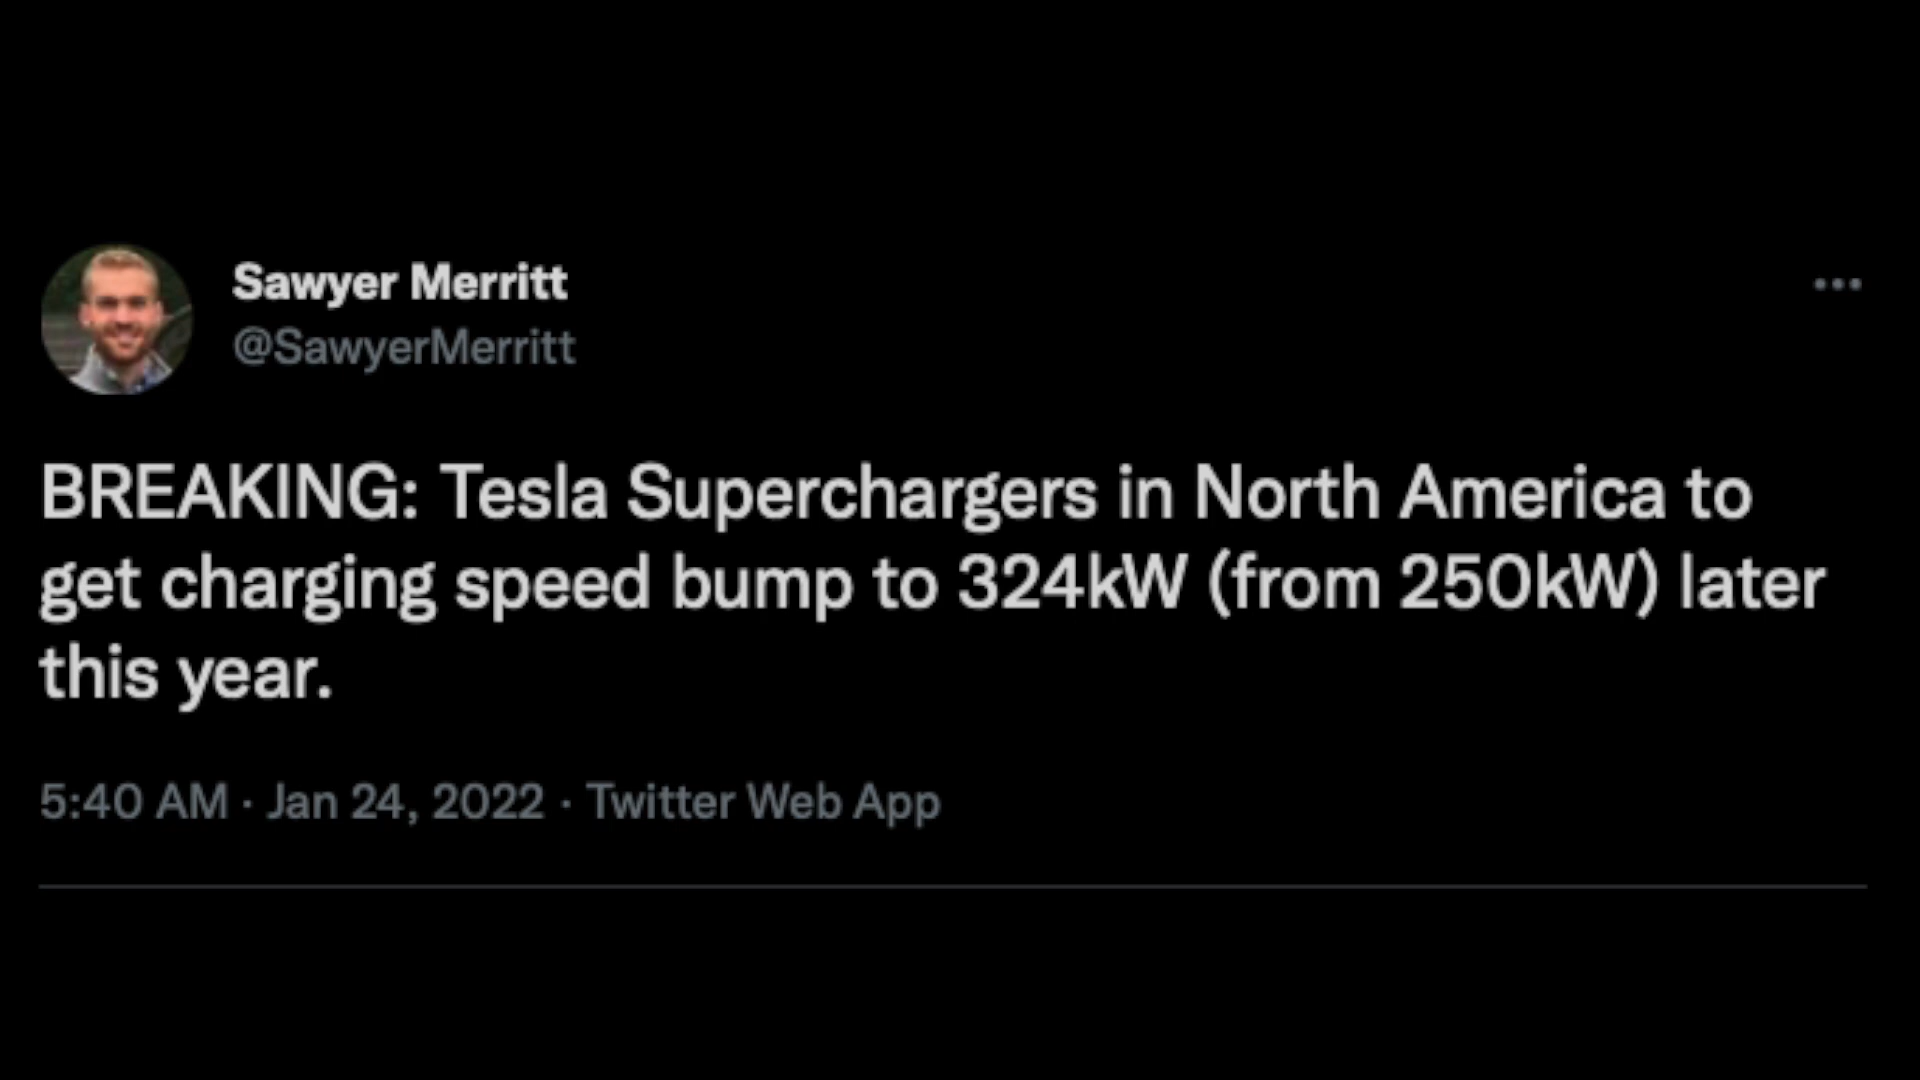 Sawyer Merritt
@SawyerMerritt
BREAKING: Tesla Superchargers in North America to
get charging speed bump to 324kW (from 250kW) later
this year.
5:40 AM · Jan 24, 2022 · Twitter Web App